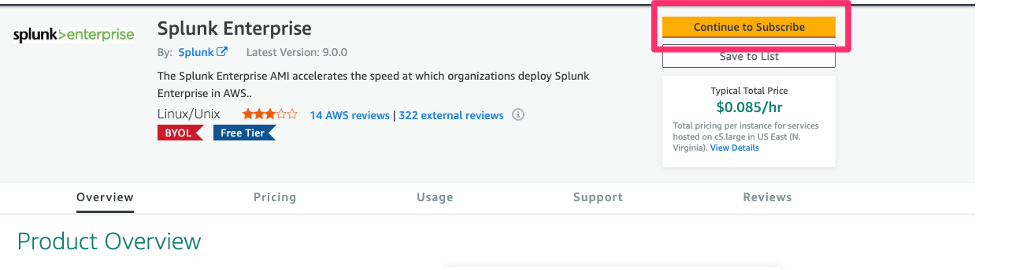 splunk>enterprise
Splunk Enterprise
By: Splunk Latest Version: 9.0.0
The Splunk Enterprise AMI accelerates the speed at which organizations deploy Splunk
Enterprise in AWS..
Linux/Unix 14 AWS reviews | 322 external reviews
BYOL Free Tier
Continue to Subscribe
Save to List
Typical Total Price
$0.085/hr
Total pricing per instance for services
hosted on c5.large in US East (N.
Virginia). View Details
Overview Pricing Usage Support Reviews
Product Overview